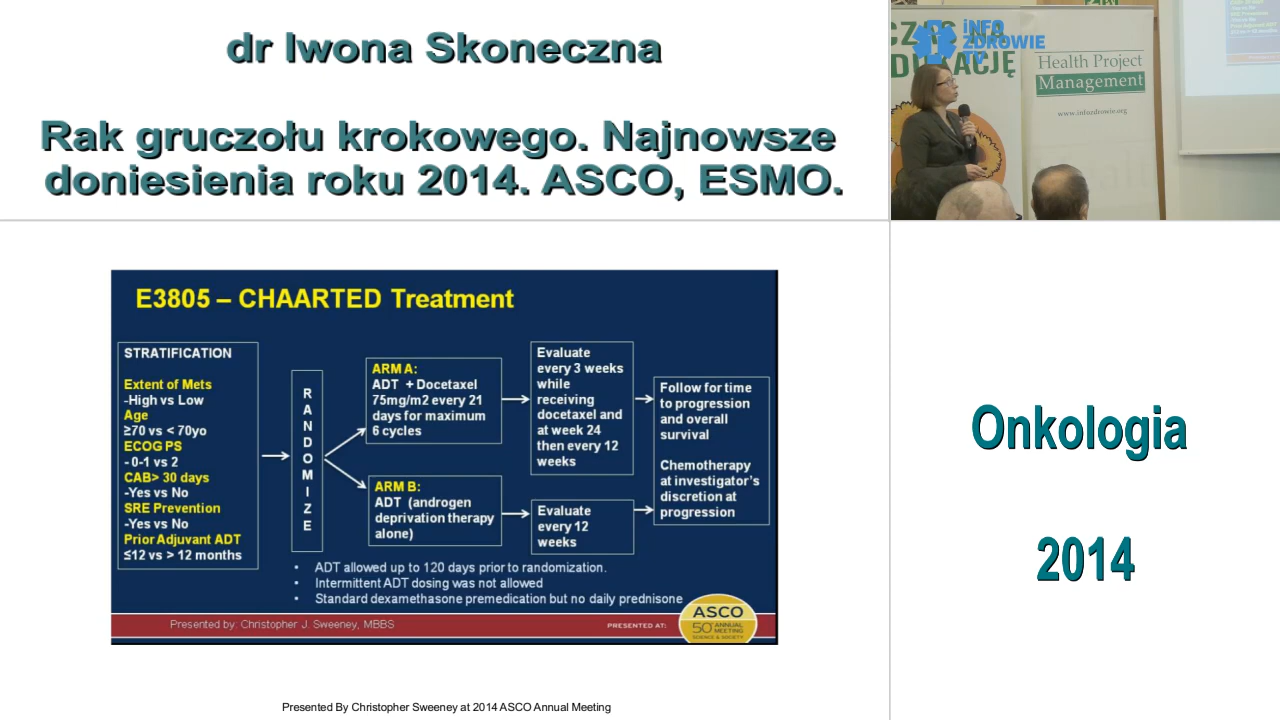 dr Iwona Skoneczna
Rak gruczołu krokowego. Najnowsze
doniesienia roku 2014. ASCO, ESMO.
iNFO
ZDROWIE
TV
Health Project
Management
www.infozdrowie.org
E3805 – CHAARTED Treatment
STRATIFICATION
Extent of Mets
-High vs Low
Age
≥70 vs < 70yo
ECOG PS
- 0-1 vs 2
CAB> 30 days
-Yes vs No
SRE Prevention
-Yes vs No
Prior Adjuvant ADT
≤12 vs > 12 months
R
A
N
D
O
M
I
Z
E
ARM A:
ADT + Docetaxel
75mg/m2 every 21
days for maximum
6 cycles
ARM B:
ADT (androgen
deprivation therapy
alone)
Evaluate
every 3 weeks
while
receiving
docetaxel and
at week 24
then every 12
weeks
Evaluate
every 12
weeks
Follow for time
to progression
and overall
survival
Chemotherapy
at investigator's
discretion at
progression
• ADT allowed up to 120 days prior to randomization.
• Intermittent ADT dosing was not allowed
• Standard dexamethasone premedication but no daily prednisone
Presented by: Christopher J. Sweeney, MBBS
PRESENTED AT:
ASCO
50 ANNUAL
MEETING
SCIENCE & SOCIETY
Onkologia
2014
Presented By Christopher Sweeney at 2014 ASCO Annual Meeting